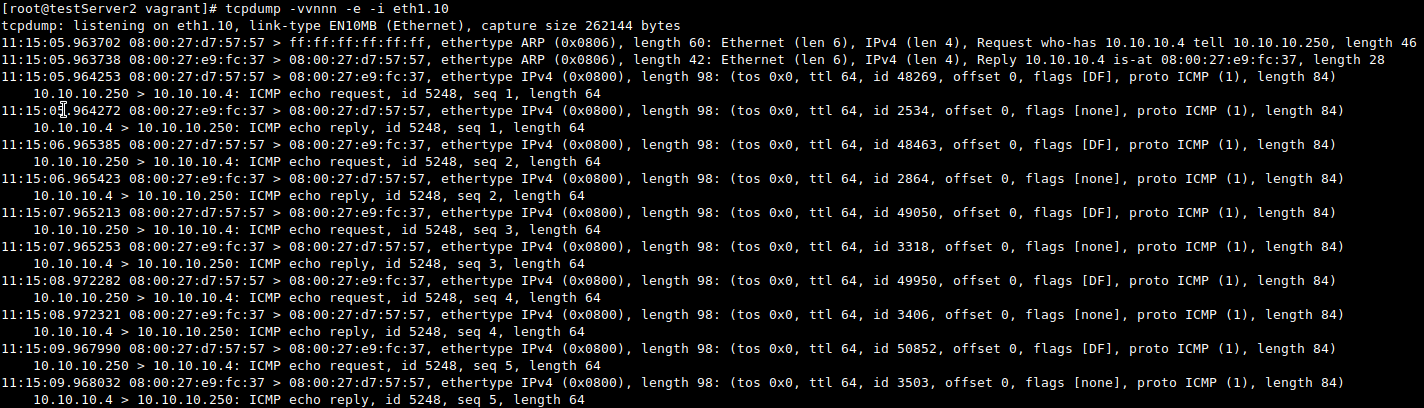 [root@testServer2 vagrant]# tcpdump -vvnnn -e -i eth1.10
tcpdump: listening on eth1.10, link-type EN10MB (Ethernet), capture size 262144 bytes
11:15:05.963702 08:00:27:d7:57:57 > ff:ff:ff:ff:ff:ff, ethertype ARP (0x0806), length 60: Ethernet (len 6), IPv4 (len 4), Request who-has 10.10.10.4 tell 10.10.10.250, length 46
11:15:05.963738 08:00:27:e9:fc:37 > 08:00:27:d7:57:57, ethertype ARP (0x0806), length 42: Ethernet (len 6), IPv4 (len 4), Reply 10.10.10.4 is-at 08:00:27:e9:fc:37, length 28
11:15:05.964253 08:00:27:d7:57:57 > 08:00:27:e9:fc:37, ethertype IPv4 (0x0800), length 98: (tos 0x0, ttl 64, id 48269, offset 0, flags [DF], proto ICMP (1), length 84)
10.10.10.250 > 10.10.10.4: ICMP echo request, id 5248, seq 1, length 64
11:15:05.964272 08:00:27:e9:fc:37 > 08:00:27:d7:57:57, ethertype IPv4 (0x0800), length 98: (tos 0x0, ttl 64, id 2534, offset 0, flags [none], proto ICMP (1), length 84)
10.10.10.4 > 10.10.10.250: ICMP echo reply, id 5248, seq 1, length 64
11:15:06.965385 08:00:27:d7:57:57 > 08:00:27:e9:fc:37, ethertype IPv4 (0x0800), length 98: (tos 0x0, ttl 64, id 48463, offset 0, flags [DF], proto ICMP (1), length 84)
10.10.10.250 > 10.10.10.4: ICMP echo request, id 5248, seq 2, length 64
11:15:06.965423 08:00:27:e9:fc:37 > 08:00:27:d7:57:57, ethertype IPv4 (0x0800), length 98: (tos 0x0, ttl 64, id 2864, offset 0, flags [none], proto ICMP (1), length 84)
10.10.10.4 > 10.10.10.250: ICMP echo reply, id 5248, seq 2, length 64
11:15:07.965213 08:00:27:d7:57:57 > 08:00:27:e9:fc:37, ethertype IPv4 (0x0800), length 98: (tos 0x0, ttl 64, id 49050, offset 0, flags [DF], proto ICMP (1), length 84)
10.10.10.250 > 10.10.10.4: ICMP echo request, id 5248, seq 3, length 64
11:15:07.965253 08:00:27:e9:fc:37 > 08:00:27:d7:57:57, ethertype IPv4 (0x0800), length 98: (tos 0x0, ttl 64, id 3318, offset 0, flags [none], proto ICMP (1), length 84)
10.10.10.4 > 10.10.10.250: ICMP echo reply, id 5248, seq 3, length 64
11:15:08.972282 08:00:27:d7:57:57 > 08:00:27:e9:fc:37, ethertype IPv4 (0x0800), length 98: (tos 0x0, ttl 64, id 49950, offset 0, flags [DF], proto ICMP (1), length 84)
10.10.10.250 > 10.10.10.4: ICMP echo request, id 5248, seq 4, length 64
11:15:08.972321 08:00:27:e9:fc:37 > 08:00:27:d7:57:57, ethertype IPv4 (0x0800), length 98: (tos 0x0, ttl 64, id 3406, offset 0, flags [none], proto ICMP (1), length 84)
10.10.10.4 > 10.10.10.250: ICMP echo reply, id 5248, seq 4, length 64
11:15:09.967990 08:00:27:d7:57:57 > 08:00:27:e9:fc:37, ethertype IPv4 (0x0800), length 98: (tos 0x0, ttl 64, id 50852, offset 0, flags [DF], proto ICMP (1), length 84)
10.10.10.250 > 10.10.10.4: ICMP echo request, id 5248, seq 5, length 64
11:15:09.968032 08:00:27:e9:fc:37 > 08:00:27:d7:57:57, ethertype IPv4 (0x0800), length 98: (tos 0x0, ttl 64, id 3503, offset 0, flags [none], proto ICMP (1), length 84)
10.10.10.4 > 10.10.10.250: ICMP echo reply, id 5248, seq 5, length 64